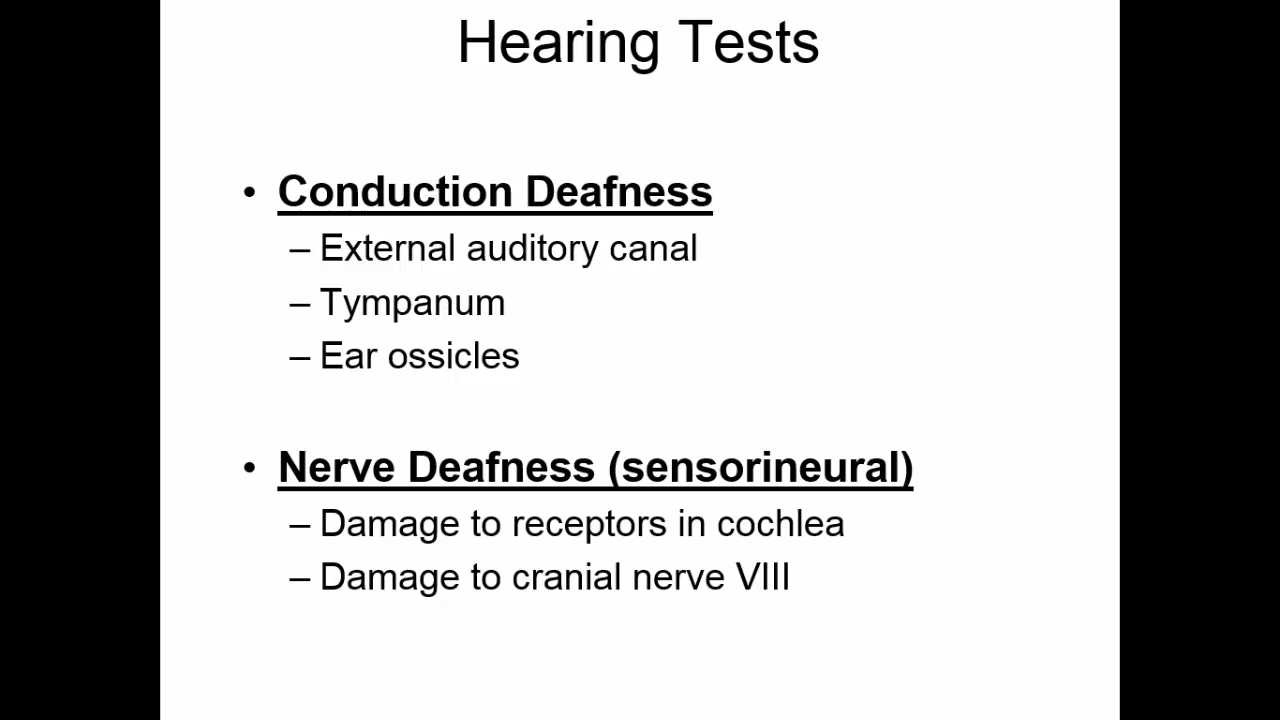 Hearing Tests
• Conduction Deafness
– External auditory canal
– Tympanum
– Ear ossicles
• Nerve Deafness (sensorineural)
– Damage to receptors in cochlea
– Damage to cranial nerve VIII